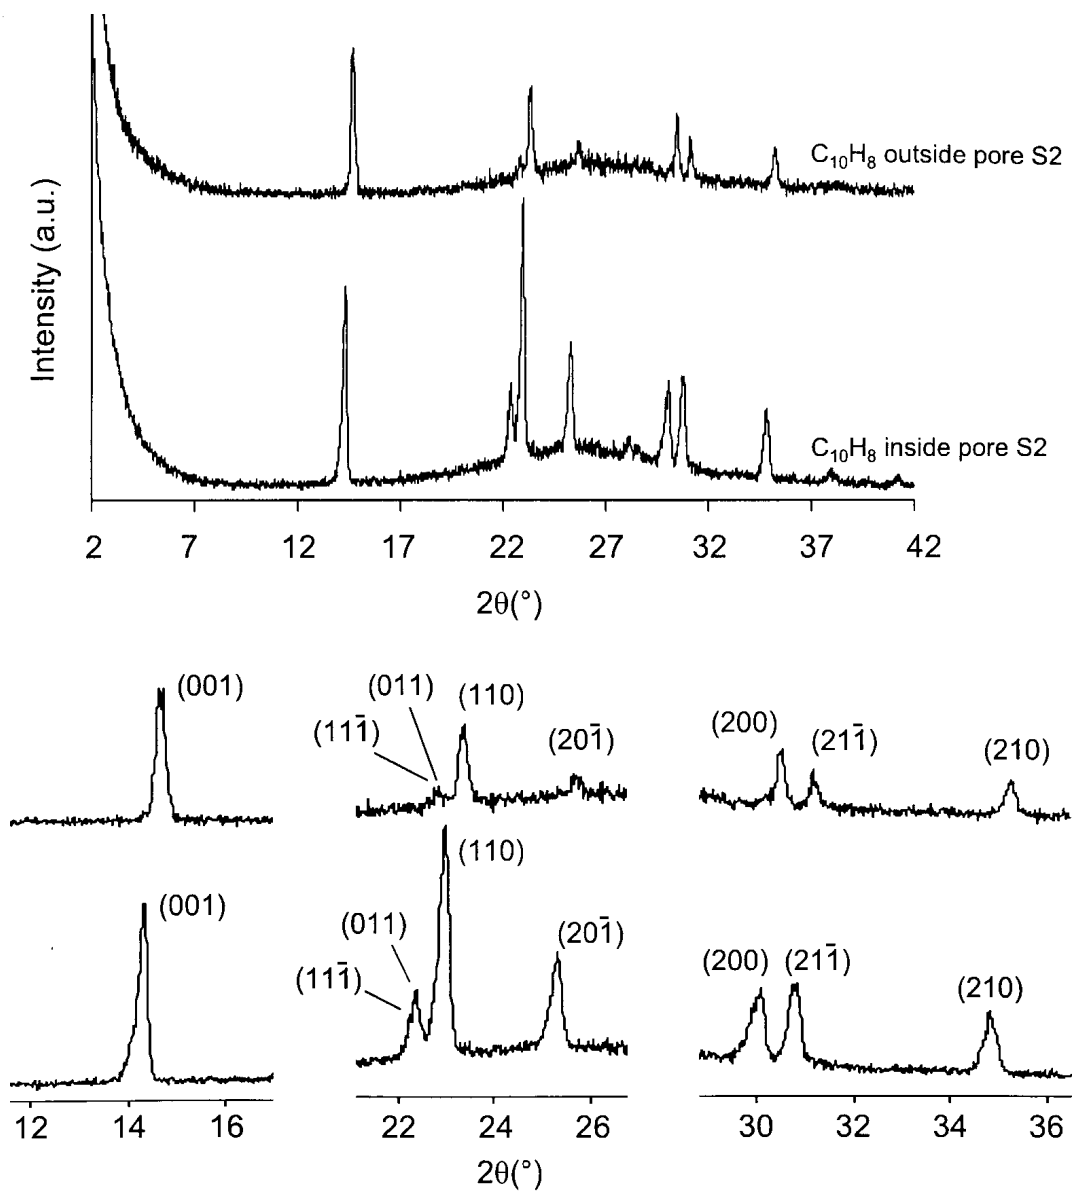 Intensity (a.u.)
C₁₀H₈ outside pore S2
C₁₀H₈ inside pore S2
2 7 12 17 22 27 32 37 42
2θ(°)
(001)
(011)
(110)
(111̄)
(201̄)
(200)
(211̄)
(210)
(001)
(110)
(011)
(201̄)
(111̄)
(200) (211̄)
(210)
12 14 16 22 24 26 30 32 34 36
2θ(°)